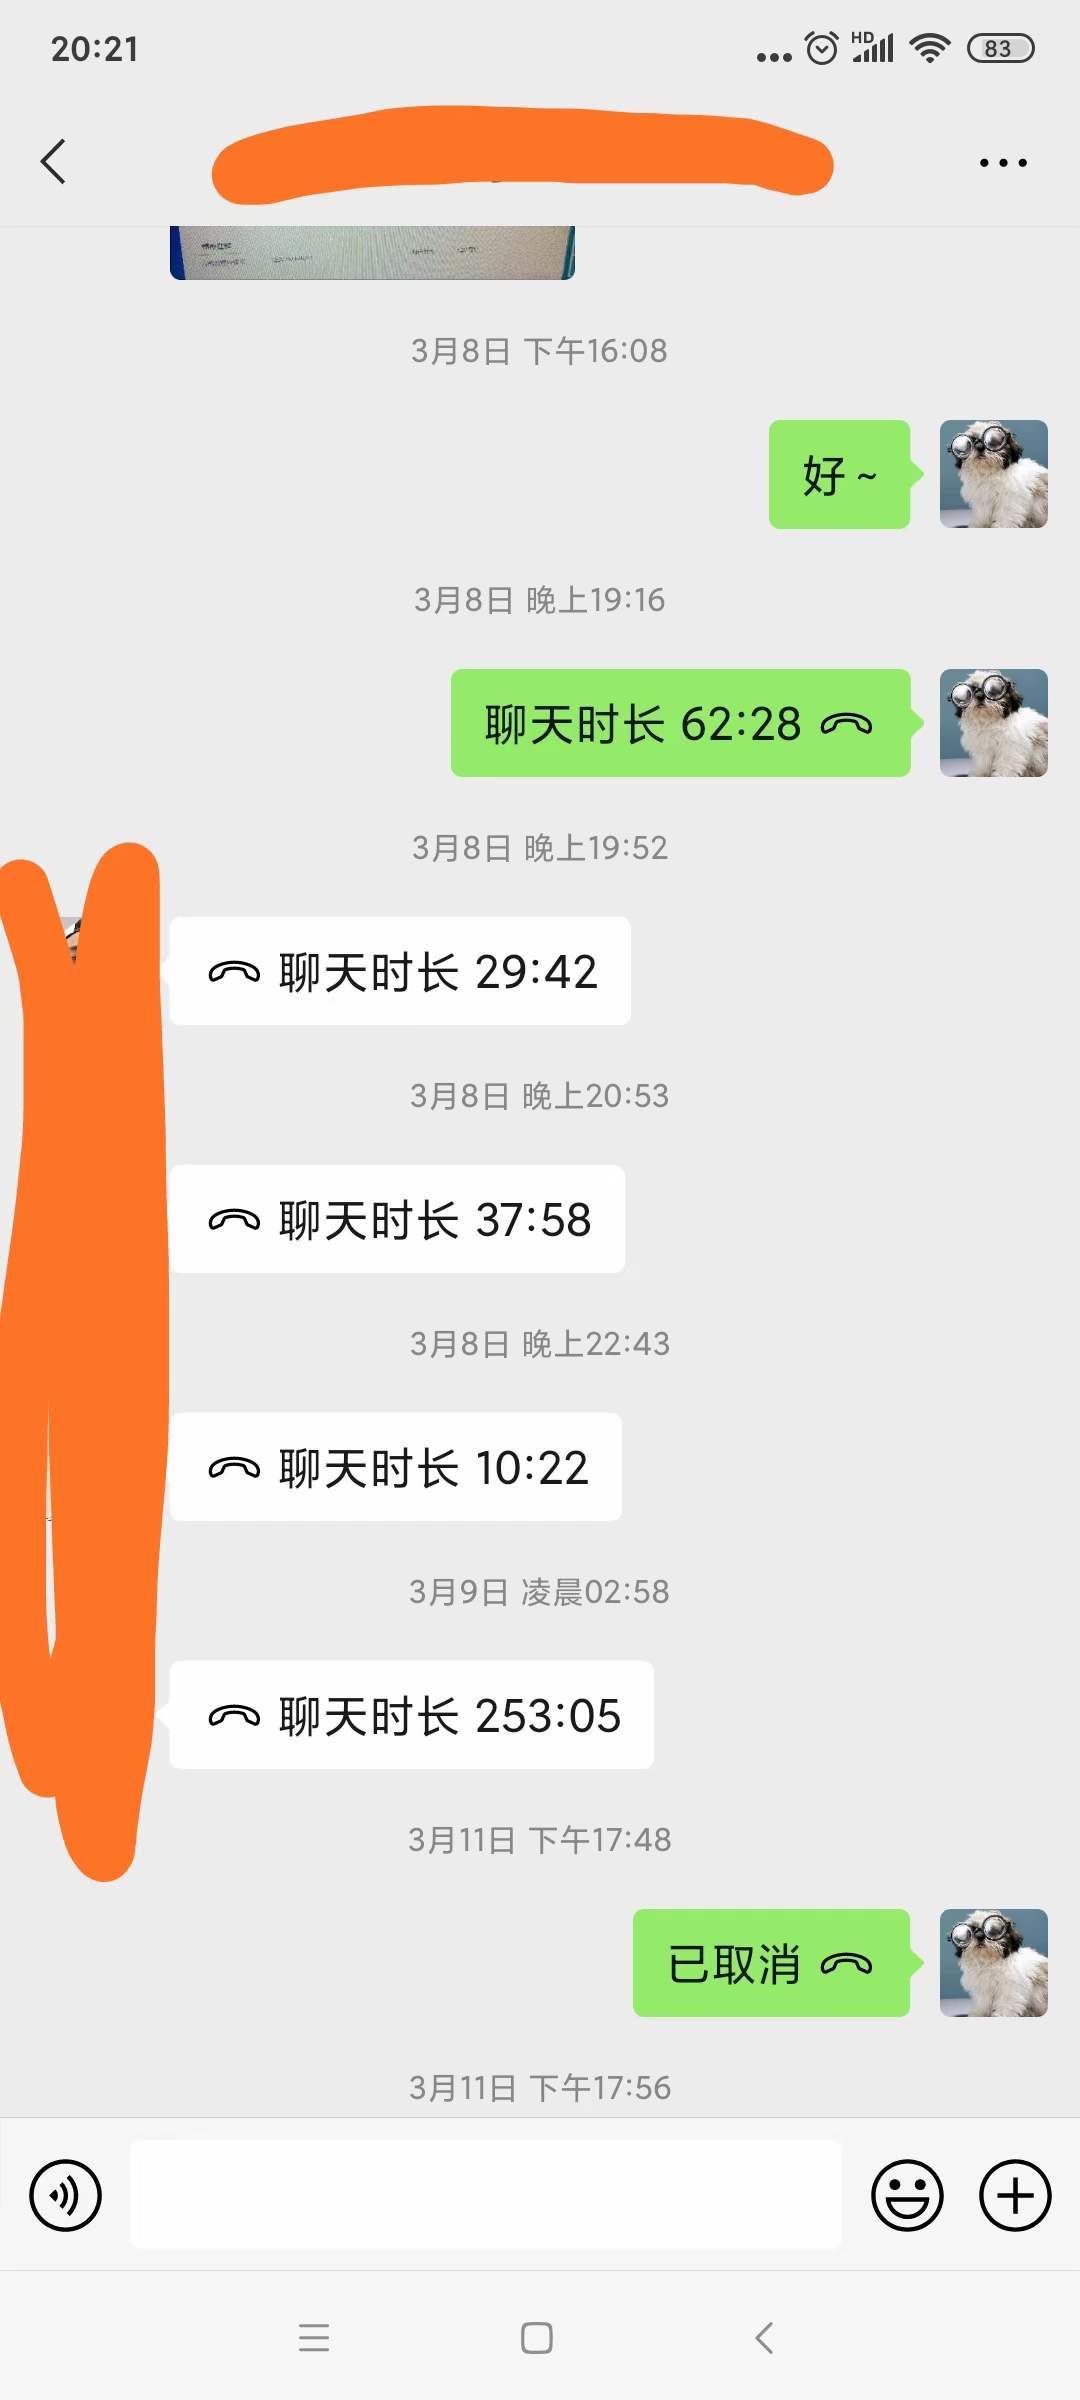 20:21
HD
83
3月8日 下午16:08
好~
3月8日 晚上19:16
聊天时长 62:28
3月8日 晚上19:52
聊天时长 29:42
3月8日 晚上20:53
聊天时长 37:58
3月8日 晚上22:43
聊天时长 10:22
3月9日 凌晨02:58
聊天时长 253:05
3月11日 下午17:48
已取消
3月11日 下午17:56